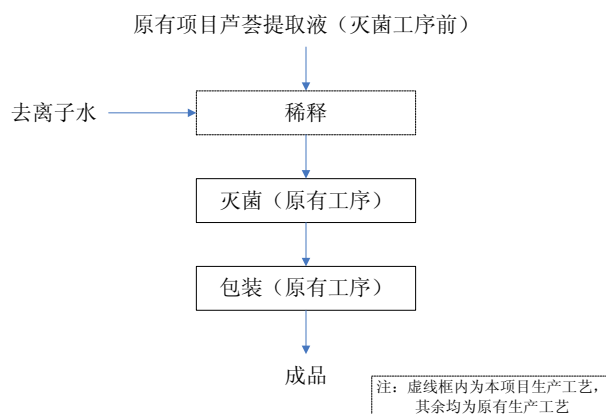 原有项目芦荟提取液（灭菌工序前）
去离子水
稀释
灭菌（原有工序）
包装（原有工序）
成品
注：虚线框内为本项目生产工艺，
其余均为原有生产工艺